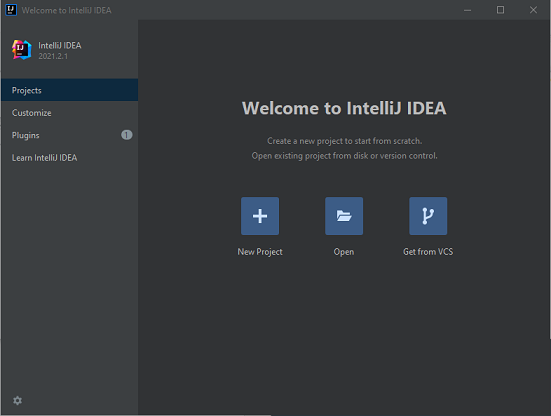 Welcome to IntelliJ IDEA
IntelliJ IDEA
2021.2.1
Projects
Customize
Plugins 1
Learn IntelliJ IDEA
Welcome to IntelliJ IDEA
Create a new project to start from scratch.
Open existing project from disk or version control.
New Project Open Get from VCS